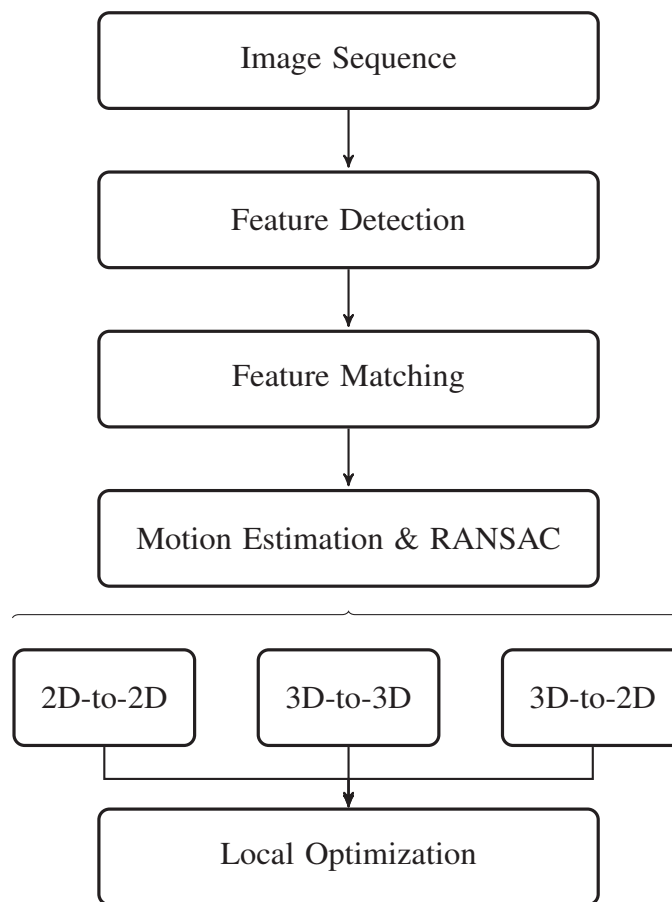 Image Sequence
Feature Detection
Feature Matching
Motion Estimation & RANSAC
2D-to-2D 3D-to-3D 3D-to-2D
Local Optimization